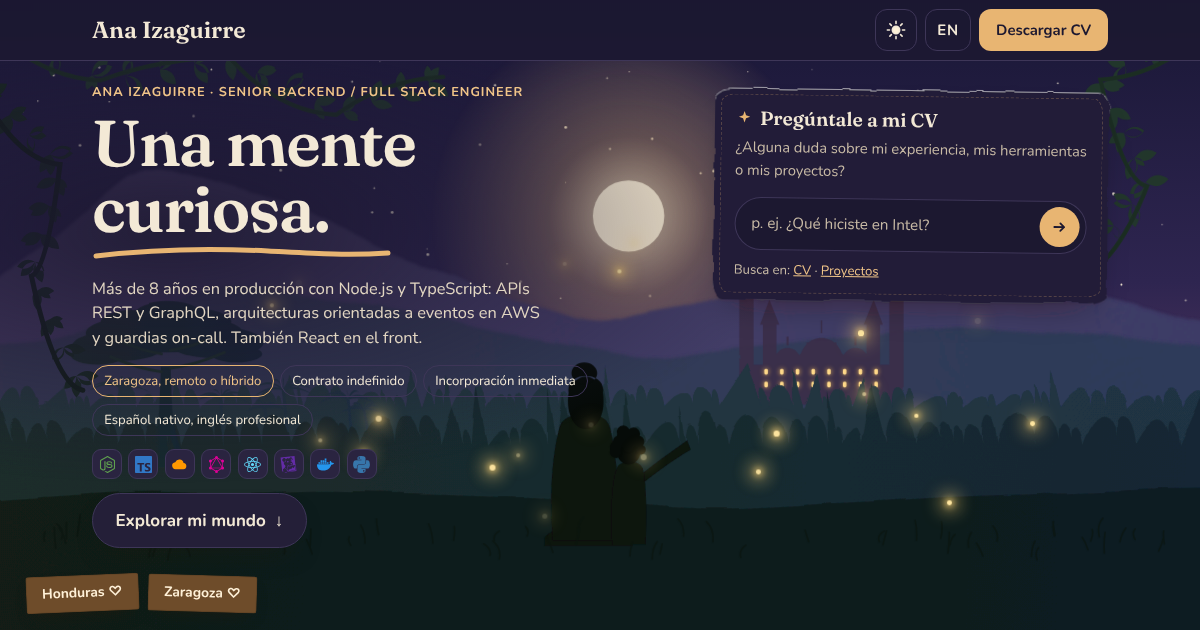 Ana Izaguirre
EN
Descargar CV
ANA IZAGUIRRE · SENIOR BACKEND / FULL STACK ENGINEER
Una mente
curiosa.
Más de 8 años en producción con Node.js y TypeScript: APIs
REST y GraphQL, arquitecturas orientadas a eventos en AWS
y guardias on-call. También React en el front.
Zaragoza, remoto o híbrido
Contrato indefinido
Incorporación inmediata
Español nativo, inglés profesional
JS
TS
Explorar mi mundo ↓
Honduras ♡
Zaragoza ♡
Pregúntale a mi CV
¿Alguna duda sobre mi experiencia, mis herramientas
o mis proyectos?
p. ej. ¿Qué hiciste en Intel?
Busca en: CV · Proyectos